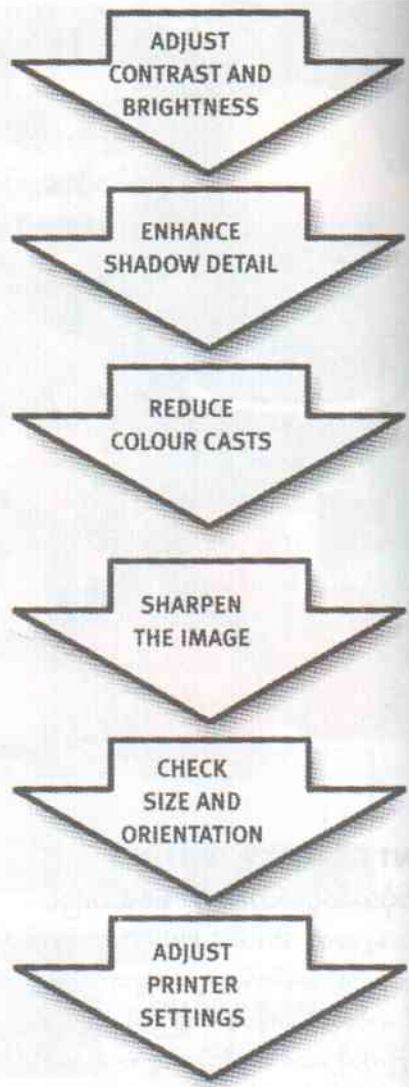 ADJUST
CONTRAST AND
BRIGHTNESS
ENHANCE
SHADOW DETAIL
REDUCE
COLOUR CASTS
SHARPEN
THE IMAGE
CHECK
SIZE AND
ORIENTATION
ADJUST
PRINTER
SETTINGS